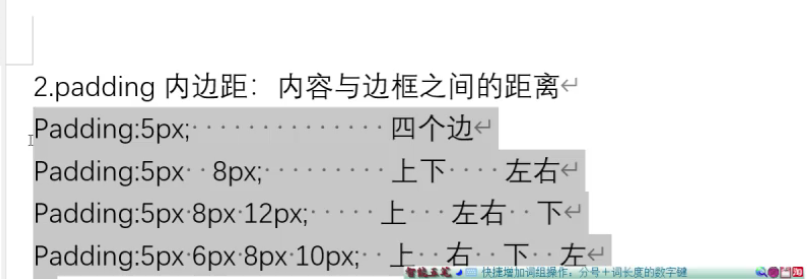 2.padding 内边距：内容与边框之间的距离
Padding:5px; 四个边
Padding:5px 8px; 上下 左右
Padding:5px 8px 12px; 上 左右 下
Padding:5px 6px 8px 10px; 上 右 下 左
智能五笔 快捷增加词组操作：分号+词长度的数字键